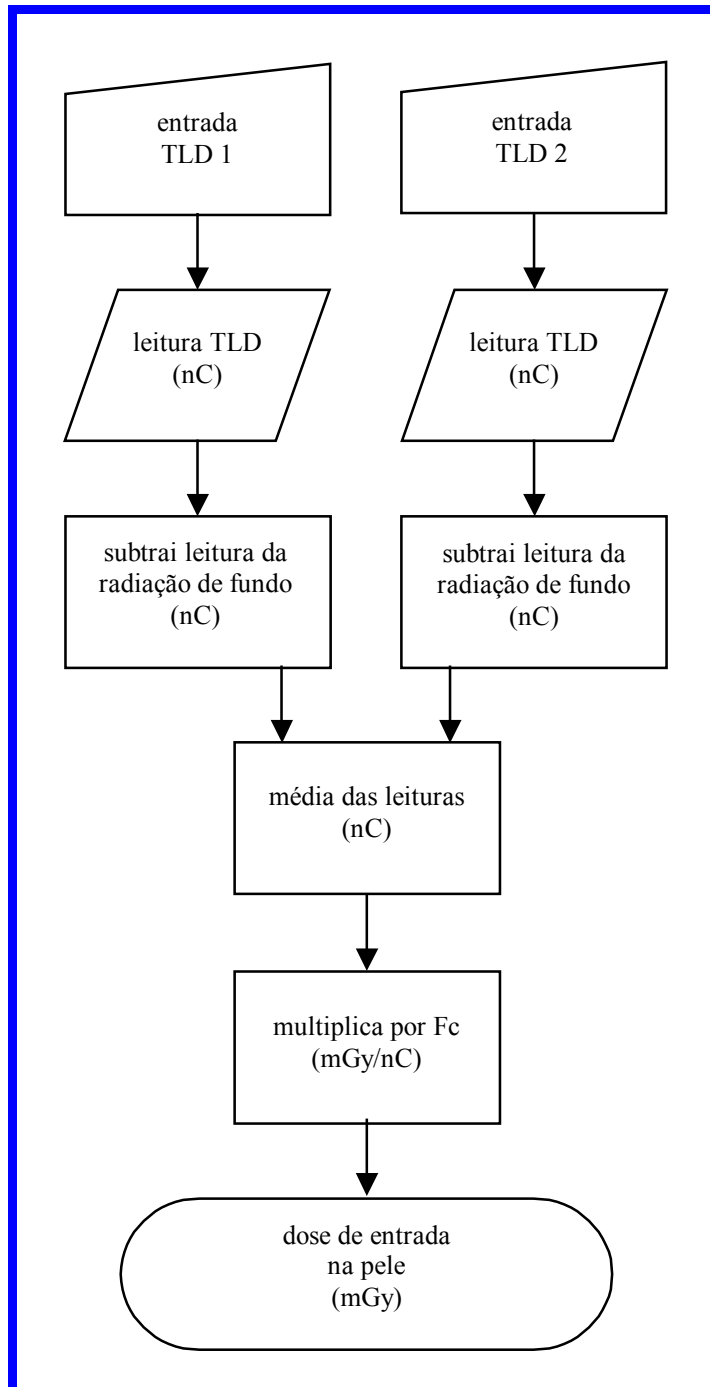 entrada
TLD 1
entrada
TLD 2
leitura TLD
(nC)
leitura TLD
(nC)
subtrai leitura da
radiação de fundo
(nC)
subtrai leitura da
radiação de fundo
(nC)
média das leituras
(nC)
multiplica por Fc
(mGy/nC)
dose de entrada
na pele
(mGy)